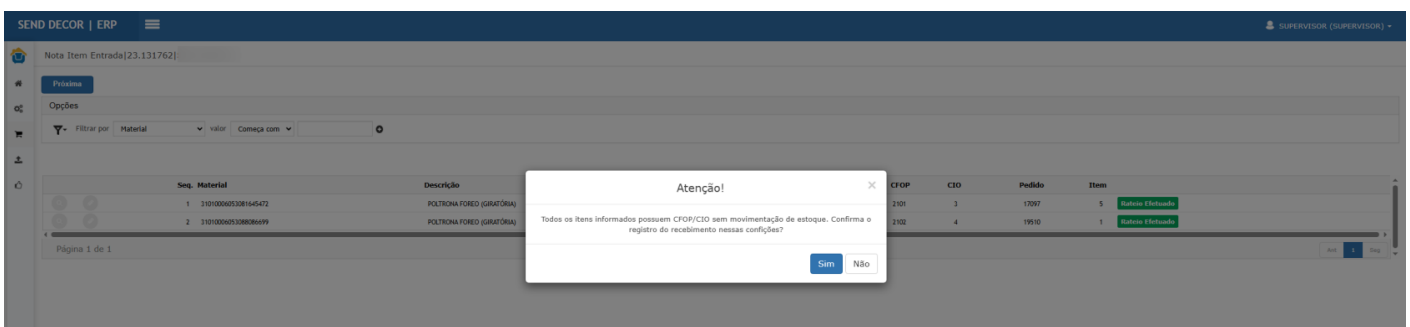 SEND DECOR | ERP
SUPERVISOR (SUPERVISOR)
Nota Item Entrada|23.131762|
Próxima
Opções
Filtrar por Material valor Começa com
Seq. Material Descrição CFOP CIO Pedido Item
1 31010006053081645472 POLTRONA FOREO (GIRATÓRIA) 2101 3 17097 5 Rateio Efetuado
2 31010006053088086699 POLTRONA FOREO (GIRATÓRIA) 2102 4 19510 1 Rateio Efetuado
Página 1 de 1
Ant 1 Pág
Atenção!
×
Todos os itens informados possuem CFOP/CIO sem movimentação de estoque. Confirma o
registro do recebimento nessas confições?
Sim Não